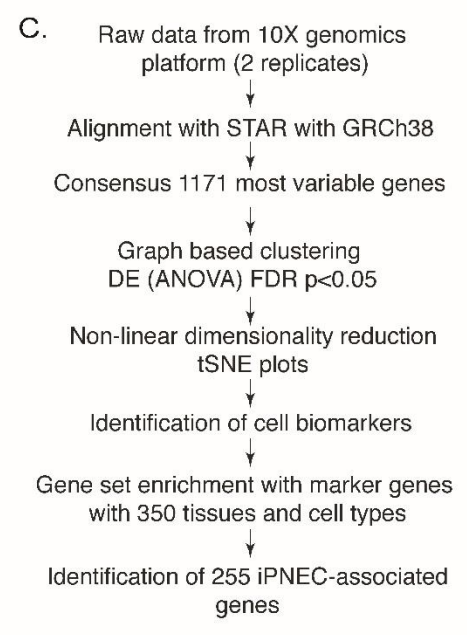 C.
Raw data from 10X genomics
platform (2 replicates)
Alignment with STAR with GRCh38
Consensus 1171 most variable genes
Graph based clustering
DE (ANOVA) FDR p<0.05
Non-linear dimensionality reduction
tSNE plots
Identification of cell biomarkers
Gene set enrichment with marker genes
with 350 tissues and cell types
Identification of 255 iPNEC-associated
genes